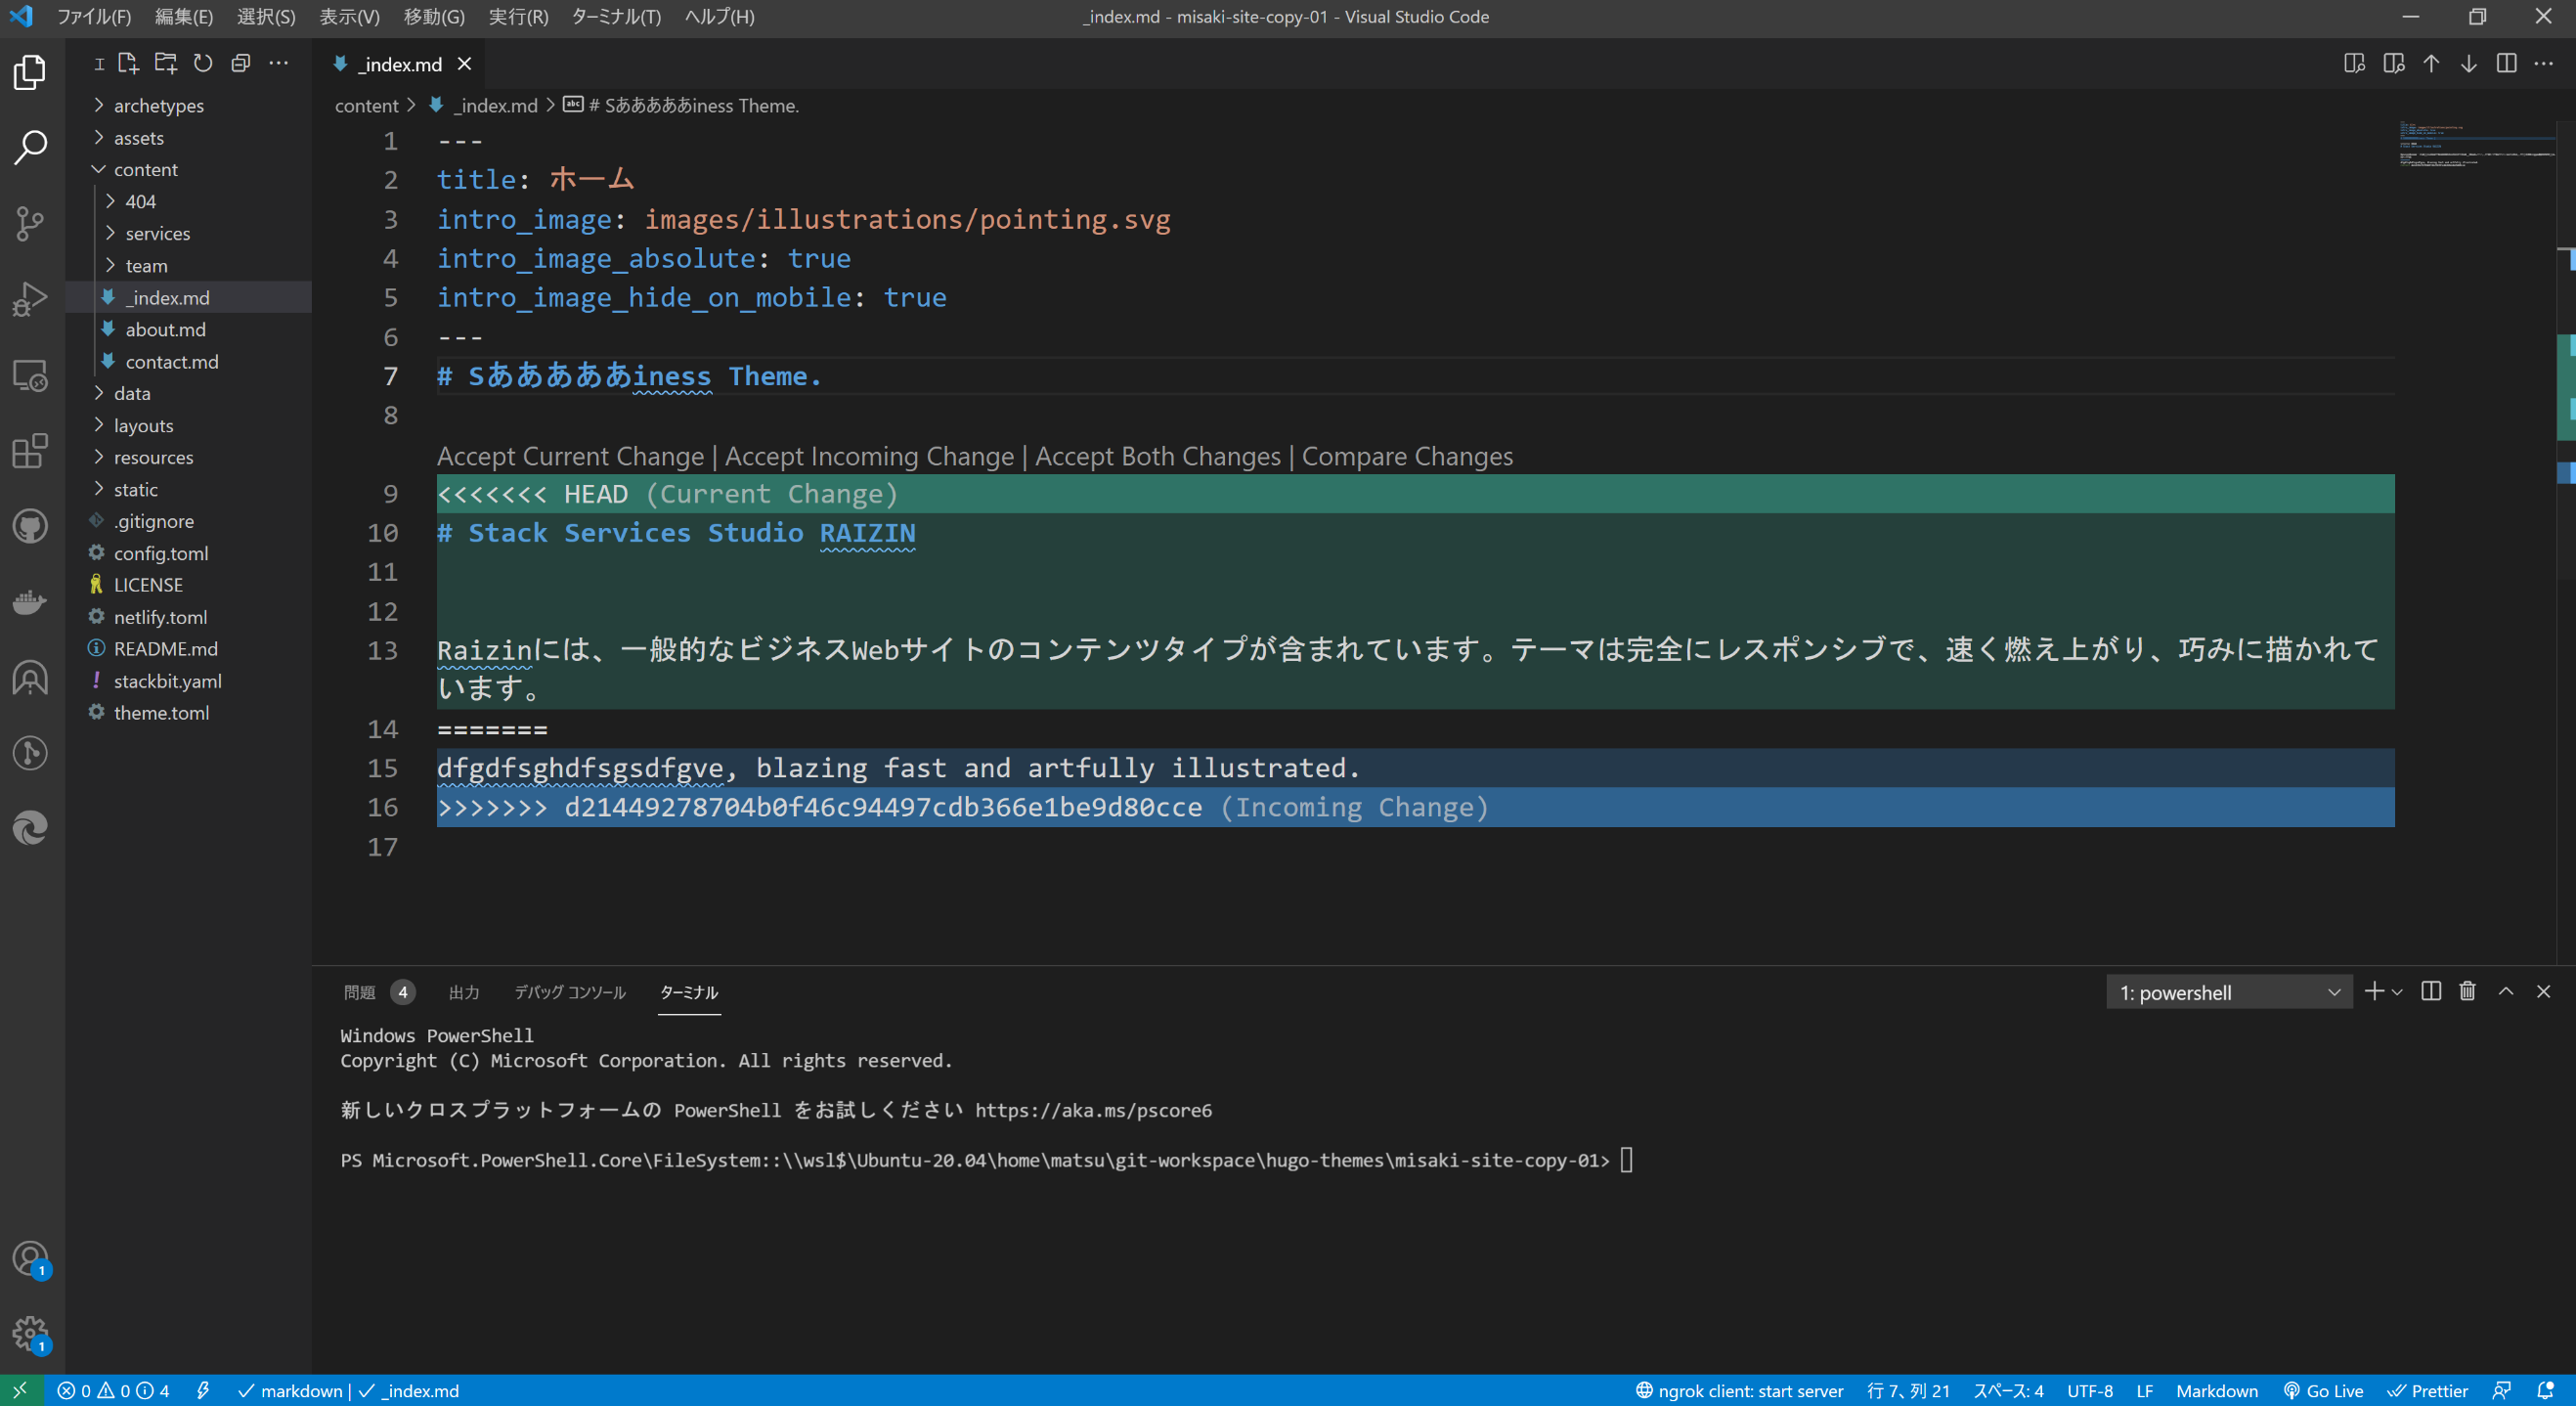 ファイル(F) 編集(E) 選択(S) 表示(V) 移動(G) 実行(R) ターミナル(T) ヘルプ(H) _index.md - misaki-site-copy-01 - Visual Studio Code
_index.md
content > _index.md > # Sああああああiness Theme.
archetypes
assets
content
404
services
team
_index.md
about.md
contact.md
data
layouts
resources
static
.gitignore
config.toml
LICENSE
netlify.toml
README.md
stackbit.yaml
theme.toml
1 ---
2 title: ホーム
3 intro_image: images/illustrations/pointing.svg
4 intro_image_absolute: true
5 intro_image_hide_on_mobile: true
6 ---
7 # Sあああああiness Theme.
8
Accept Current Change | Accept Incoming Change | Accept Both Changes | Compare Changes
9 <<<<<<< HEAD (Current Change)
10 # Stack Services Studio RAIZIN
11
12
13 Raizinには、一般的なビジネスWebサイトのコンテンツタイプが含まれています。テーマは完全にレスポンシブで、速く燃え上がり、巧みに描かれて
います。
14 =======
15 dfgdfsghdfsgsdfgve, blazing fast and artfully illustrated.
16 >>>>>>> d21449278704b0f46c94497cdb366e1be9d80cce (Incoming Change)
17
問題 4 出力 デバッグ コンソール ターミナル 1: powershell
Windows PowerShell
Copyright (C) Microsoft Corporation. All rights reserved.
新しいクロスプラットフォームの PowerShell をお試しください https://aka.ms/pscore6
PS Microsoft.PowerShell.Core\FileSystem::\\wsl$\Ubuntu-20.04\home\matsu\git-workspace\hugo-themes\misaki-site-copy-01>
1
1
0 0 4 markdown | _index.md ngrok client: start server 行 7、列 21 スペース: 4 UTF-8 LF Markdown Go Live Prettier